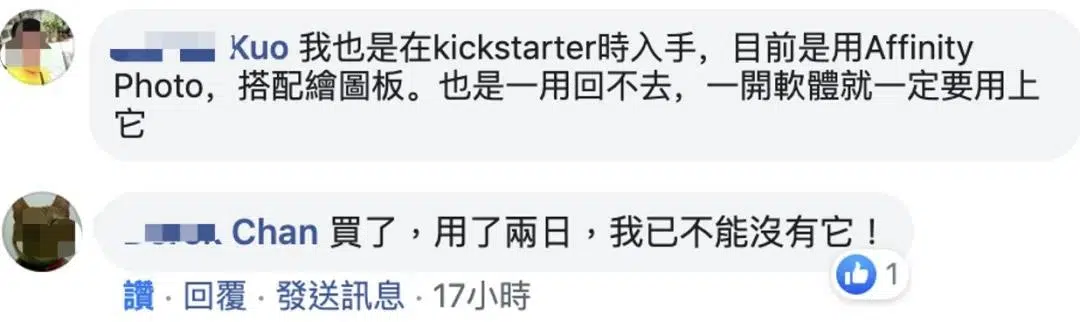 Kuo 我也是在kickstarter時入手，目前是用Affinity
Photo，搭配繪圖板。也是一用回不去，一開軟體就一定要用上
它
Chan 買了，用了兩日，我已不能沒有它！
1
讚 · 回覆 · 發送訊息 · 17小時